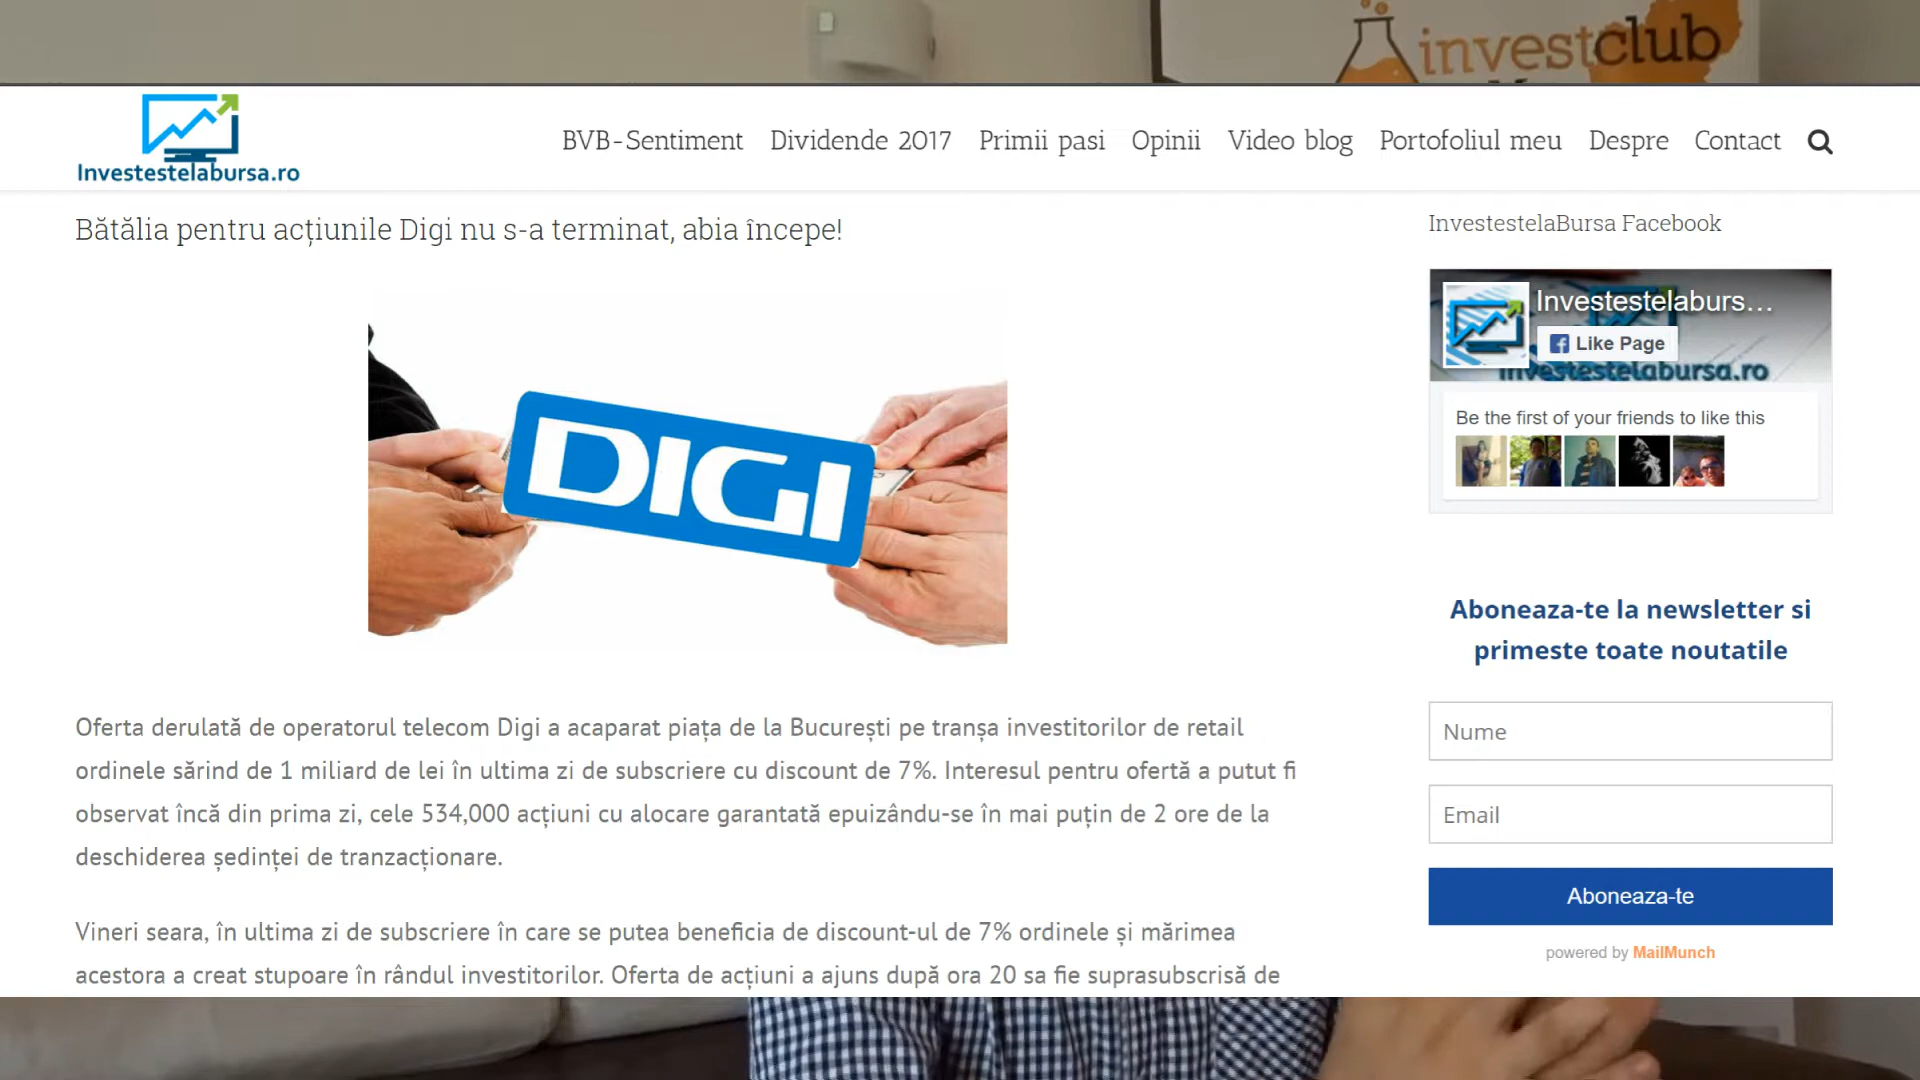 investclub
Investestelabursa.ro
BVB-Sentiment Dividende 2017 Primii pasi Opinii Video blog Portofoliul meu Despre Contact
Bătălia pentru acțiunile Digi nu s-a terminat, abia începe!
DIGI
Oferta derulată de operatorul telecom Digi a acaparat piața de la București pe tranșa investitorilor de retail
ordinele sărind de 1 miliard de lei în ultima zi de subscriere cu discount de 7%. Interesul pentru ofertă a putut fi
observat încă din prima zi, cele 534,000 acțiuni cu alocare garantată epuizându-se în mai puțin de 2 ore de la
deschiderea ședinței de tranzacționare.
Vineri seara, în ultima zi de subscriere în care se putea beneficia de discount-ul de 7% ordinele și mărimea
acestora a creat stupoare în rândul investitorilor. Oferta de acțiuni a ajuns după ora 20 sa fie suprasubscrisă de
InvestestelaBursa Facebook
Investestelaburs...
Like Page
Investestelabursa.ro
Be the first of your friends to like this
Aboneaza-te la newsletter si
primeste toate noutatile
Nume
Email
Aboneaza-te
powered by MailMunch